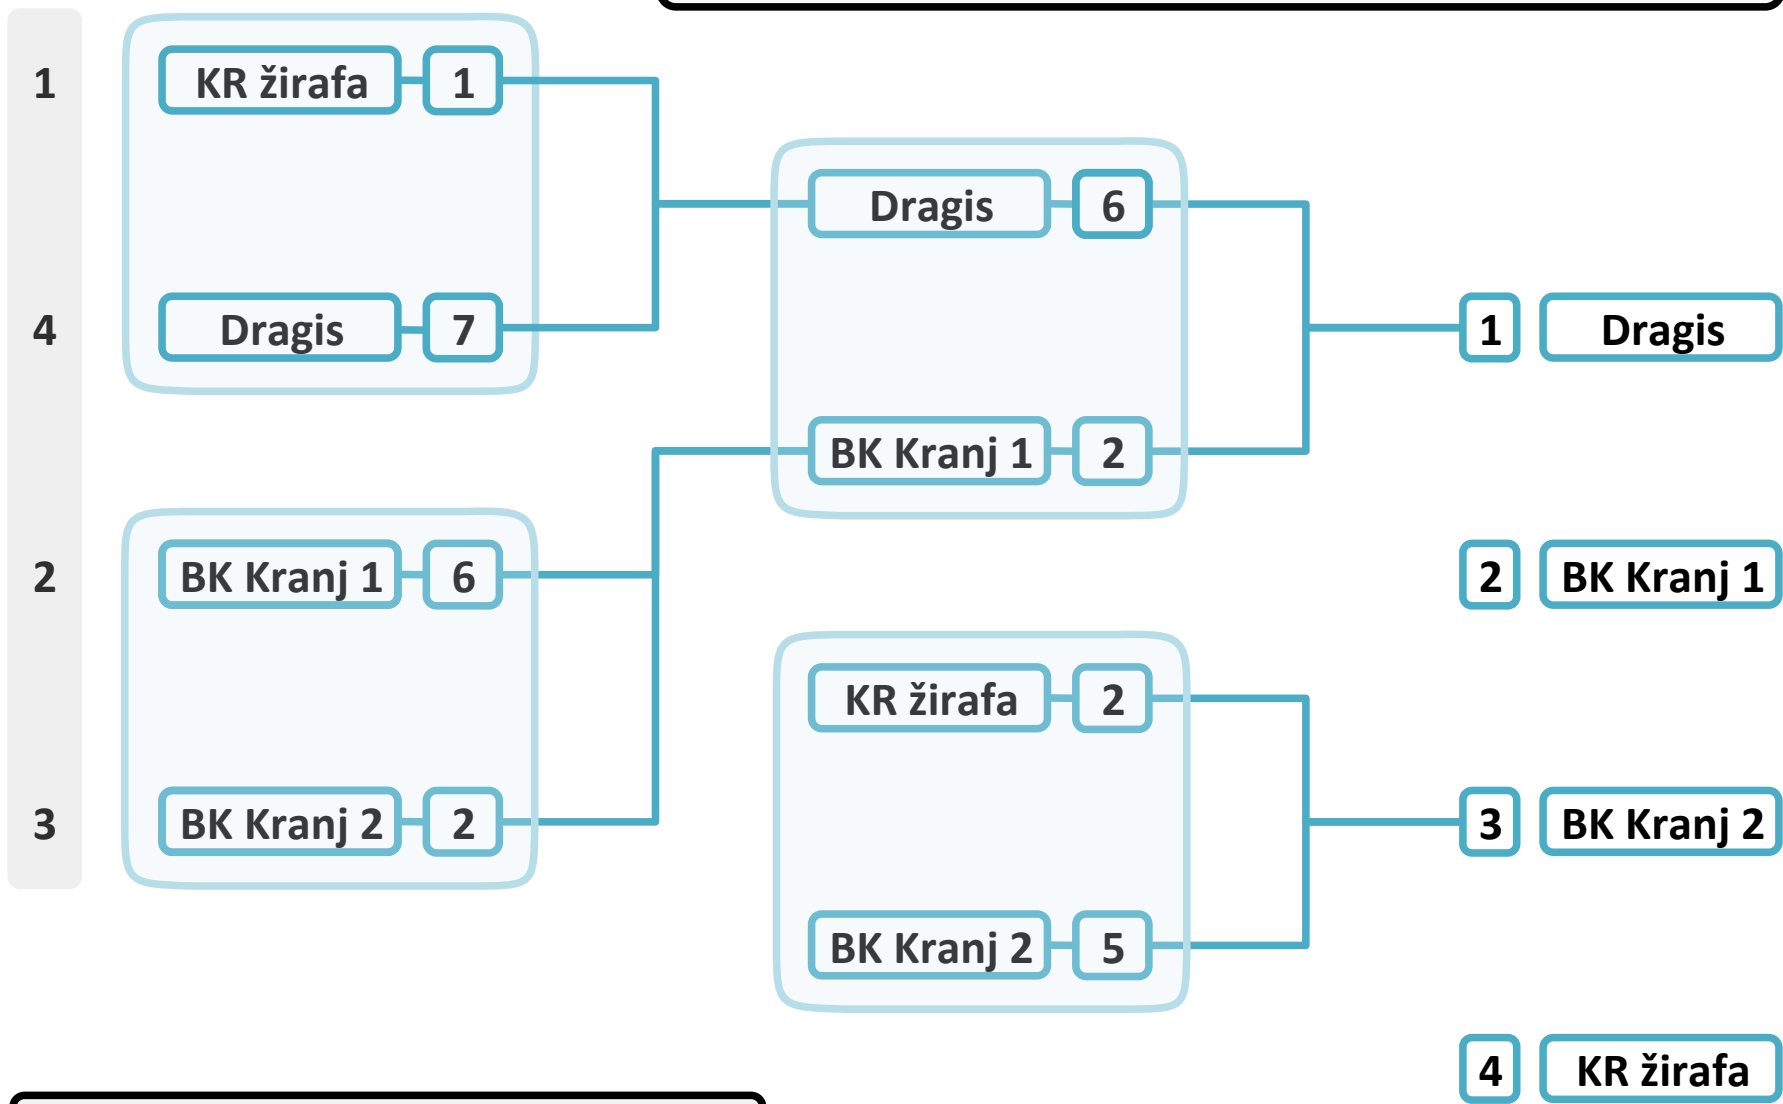 1
KR žirafa 1
4
Dragis 7
2
BK Kranj 1 6
3
BK Kranj 2 2
Dragis 6
BK Kranj 1 2
KR žirafa 2
BK Kranj 2 5
1 Dragis
2 BK Kranj 1
3 BK Kranj 2
4 KR žirafa